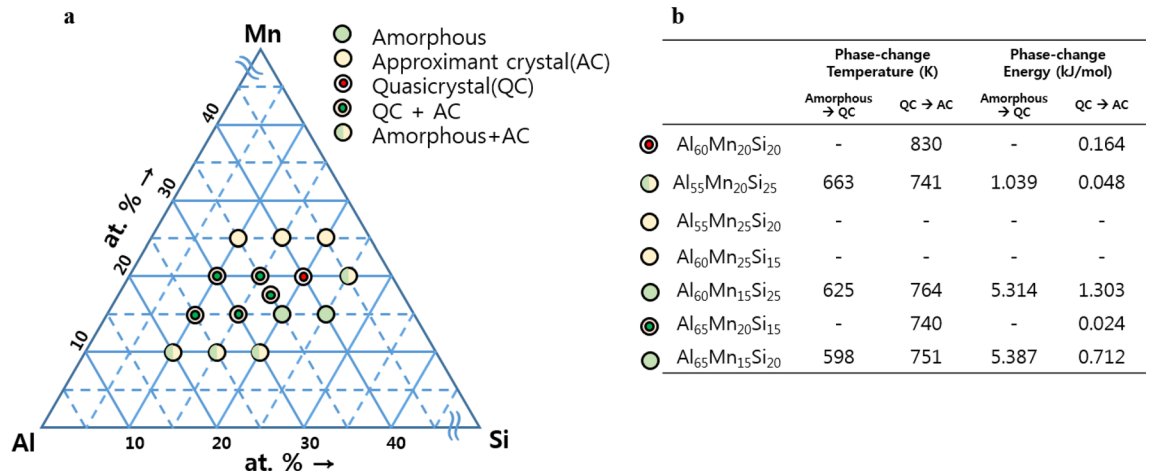 a
Mn
Amorphous
Approximant crystal(AC)
Quasicrystal(QC)
QC + AC
Amorphous+AC
40
30
20
10
at. % →
Al
10
20
30
40
Si
at. % →
b
Phase-change Temperature (K)
Phase-change Energy (kJ/mol)
Amorphous → QC
QC → AC
Amorphous → QC
QC → AC
Al60Mn20Si20 - 830 - 0.164
Al55Mn20Si25 663 741 1.039 0.048
Al55Mn25Si20 - - - -
Al60Mn25Si15 - - - -
Al60Mn15Si25 625 764 5.314 1.303
Al65Mn20Si15 - 740 - 0.024
Al65Mn15Si20 598 751 5.387 0.712